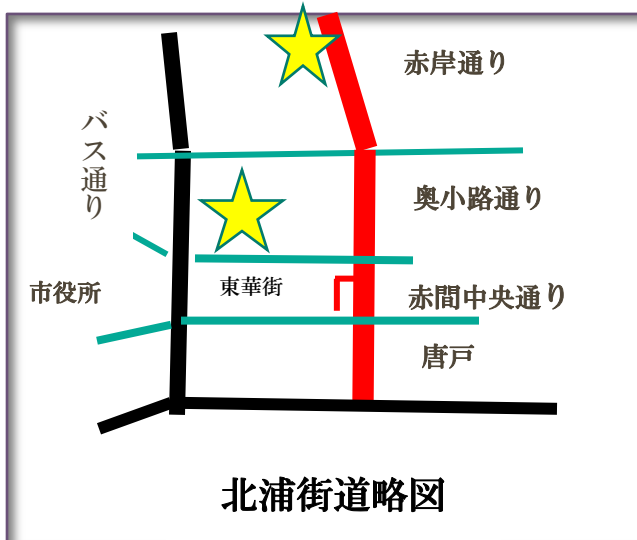 赤岸通り
バス通り
奥小路通り
市役所
東華街
赤間中央通り
唐戸
北浦街道略図